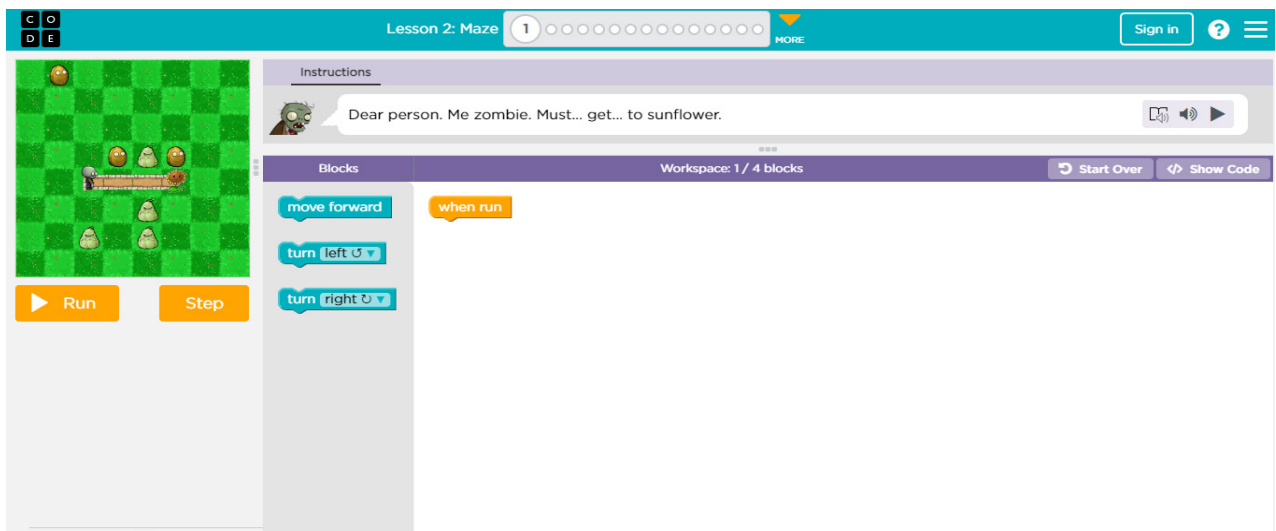 C O
D E
Lesson 2: Maze 1 MORE Sign in ?
Instructions
Dear person. Me zombie. Must... get... to sunflower.
Blocks Workspace: 1 / 4 blocks Start Over </> Show Code
move forward when run
turn left ↺ ▼
turn right ↻ ▼
Run Step